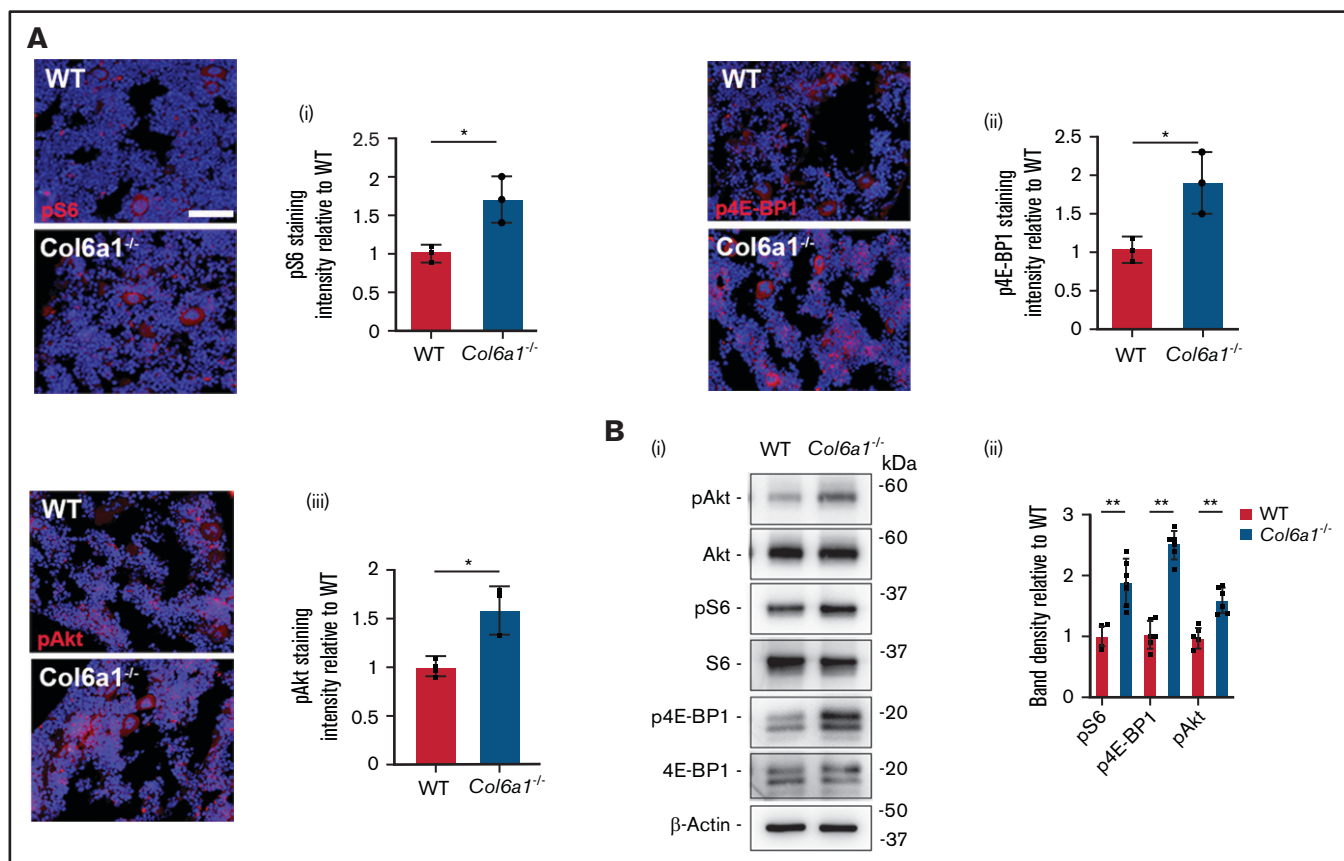 A
WT
pS6
Col6a1-/-
(i)
pS6 staining
intensity relative to WT
2.5
2
1.5
1
0.5
0
*
WT
Col6a1-/-
WT
p4E-BP1
Col6a1-/-
(ii)
p4E-BP1 staining
intensity relative to WT
2.5
2
1.5
1
0.5
0
*
WT
Col6a1-/-
WT
pAkt
Col6a1-/-
(iii)
pAkt staining
intensity relative to WT
2
1.5
1
0.5
0
*
WT
Col6a1-/-
B
(i)
WT Col6a1-/-
kDa
pAkt - -60
Akt - -60
pS6 - -37
S6 - -37
p4E-BP1 - -20
4E-BP1 - -20
β-Actin - -50
-37
(ii)
Band density relative to WT
3
2
1
0
** ** **
WT
Col6a1-/-
pS6
p4E-BP1
pAkt